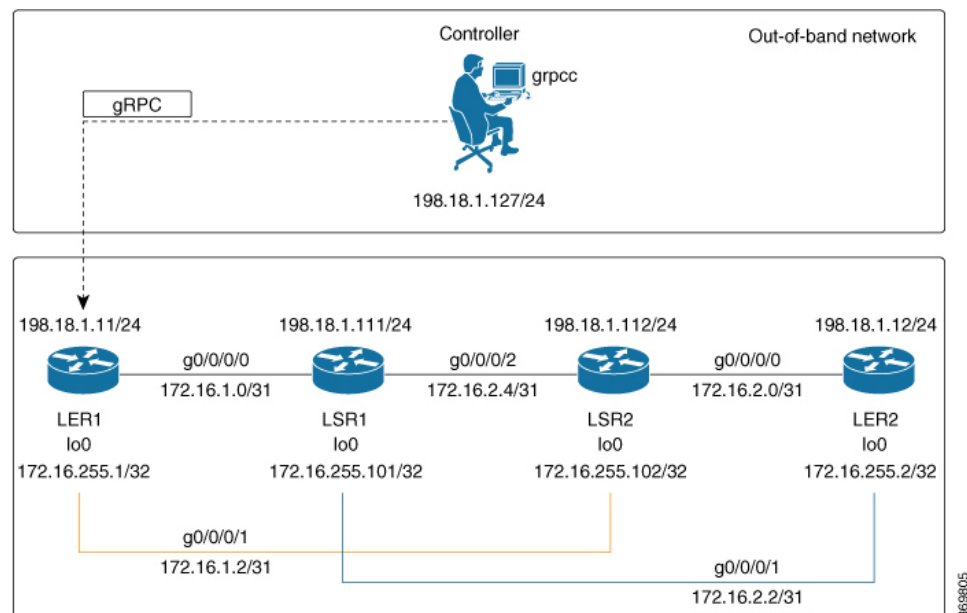 Controller
Out-of-band network
grpcc
gRPC
198.18.1.127/24
198.18.1.11/24 198.18.1.111/24 198.18.1.112/24 198.18.1.12/24
g0/0/0/0 g0/0/0/2 g0/0/0/0
172.16.1.0/31 172.16.2.4/31 172.16.2.0/31
LER1 LSR1 LSR2 LER2
lo0 lo0 lo0 lo0
172.16.255.1/32 172.16.255.101/32 172.16.255.102/32 172.16.255.2/32
g0/0/0/1
172.16.1.2/31
g0/0/0/1
172.16.2.2/31